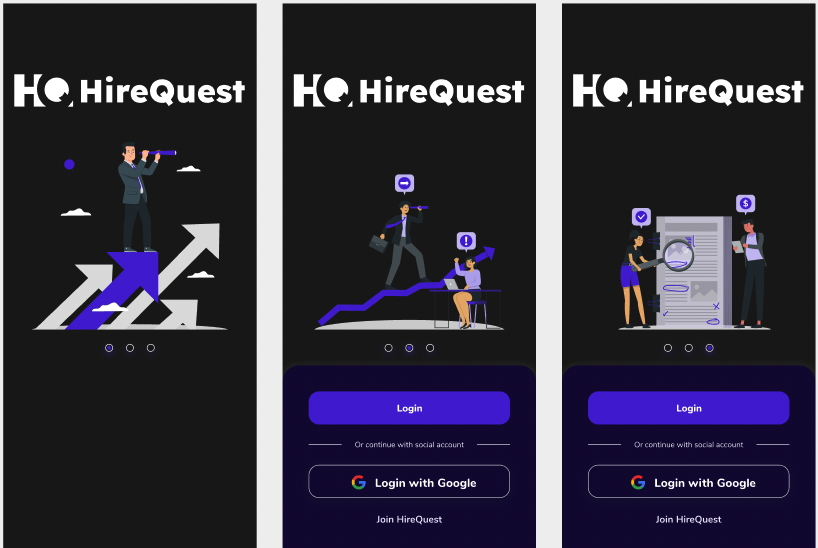 HQ HireQuest
HQ HireQuest
Login
Or continue with social account
Login with Google
Join HireQuest
HQ HireQuest
$
Login
Or continue with social account
Login with Google
Join HireQuest